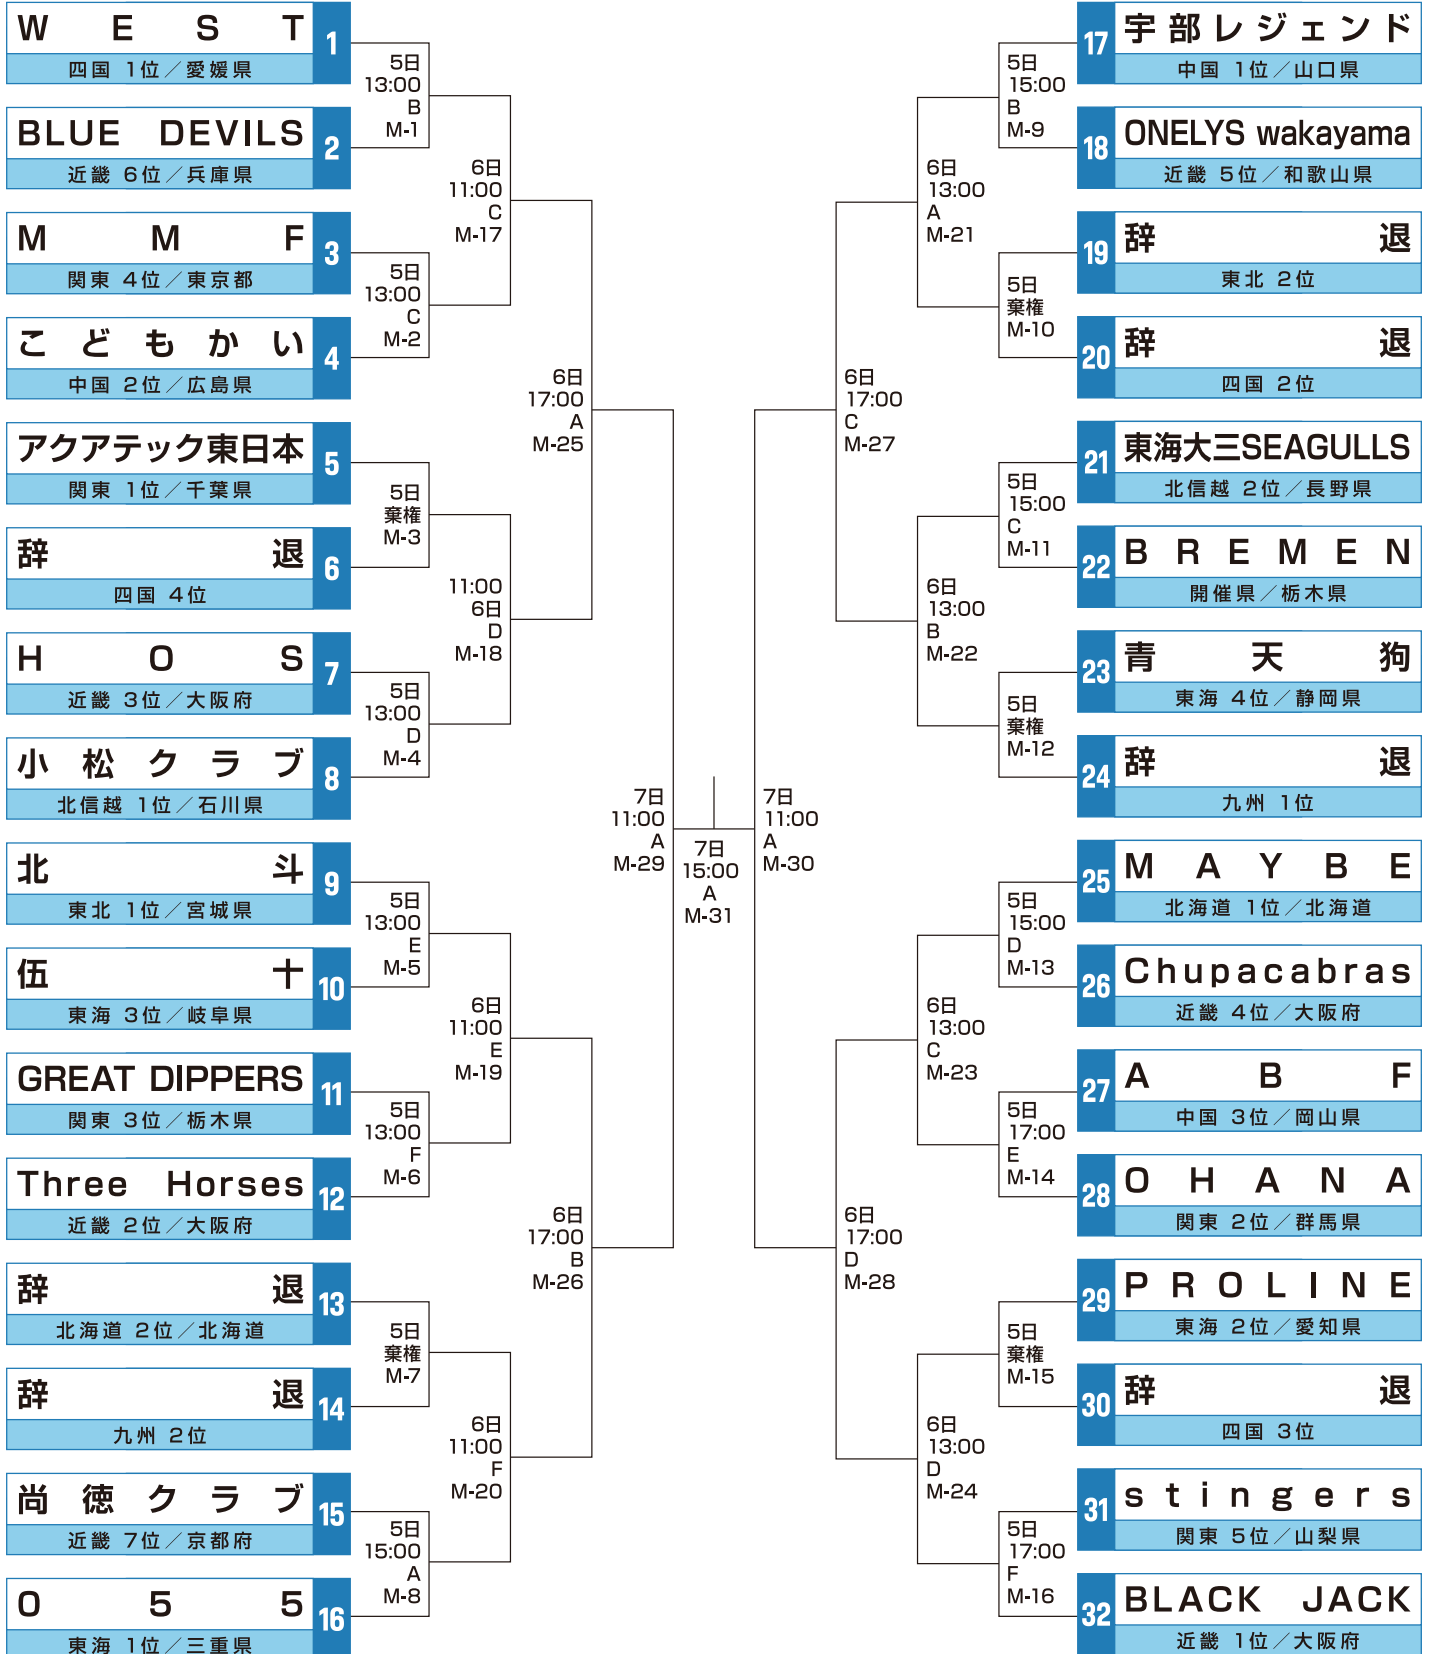 WEST
1
四国 1位／愛媛県
BLUE DEVILS
2
近畿 6位／兵庫県
MMF
3
関東 4位／東京都
こどもかい
4
中国 2位／広島県
アクアテック東日本
5
関東 1位／千葉県
辞退
6
四国 4位
HOS
7
近畿 3位／大阪府
小松クラブ
8
北信越 1位／石川県
北斗
9
東北 1位／宮城県
伍十
10
東海 3位／岐阜県
GREAT DIPPERS
11
関東 3位／栃木県
Three Horses
12
近畿 2位／大阪府
辞退
13
北海道 2位／北海道
辞退
14
九州 2位
尚徳クラブ
15
近畿 7位／京都府
055
16
東海 1位／三重県
5日
13:00
B
M-1
5日
13:00
C
M-2
5日
棄権
M-3
5日
13:00
D
M-4
5日
13:00
E
M-5
5日
13:00
F
M-6
5日
棄権
M-7
5日
15:00
A
M-8
6日
11:00
C
M-17
11:00
6日
D
M-18
6日
11:00
E
M-19
6日
11:00
F
M-20
6日
17:00
A
M-25
6日
17:00
B
M-26
7日
11:00
A
M-29
7日
15:00
A
M-31
7日
11:00
A
M-30
6日
17:00
C
M-27
6日
17:00
D
M-28
6日
13:00
A
M-21
6日
13:00
B
M-22
6日
13:00
C
M-23
6日
13:00
D
M-24
5日
15:00
B
M-9
5日
棄権
M-10
5日
15:00
C
M-11
5日
棄権
M-12
5日
15:00
D
M-13
5日
17:00
E
M-14
5日
棄権
M-15
5日
17:00
F
M-16
17
宇部レジェンド
中国 1位／山口県
18
ONELYS wakayama
近畿 5位／和歌山県
19
辞退
東北 2位
20
辞退
四国 2位
21
東海大三SEAGULLS
北信越 2位／長野県
22
BREMEN
開催県／栃木県
23
青天狗
東海 4位／静岡県
24
辞退
九州 1位
25
MAYBE
北海道 1位／北海道
26
Chupacabras
近畿 4位／大阪府
27
ABF
中国 3位／岡山県
28
OHANA
関東 2位／群馬県
29
PROLINE
東海 2位／愛知県
30
辞退
四国 3位
31
stingers
関東 5位／山梨県
32
BLACK JACK
近畿 1位／大阪府